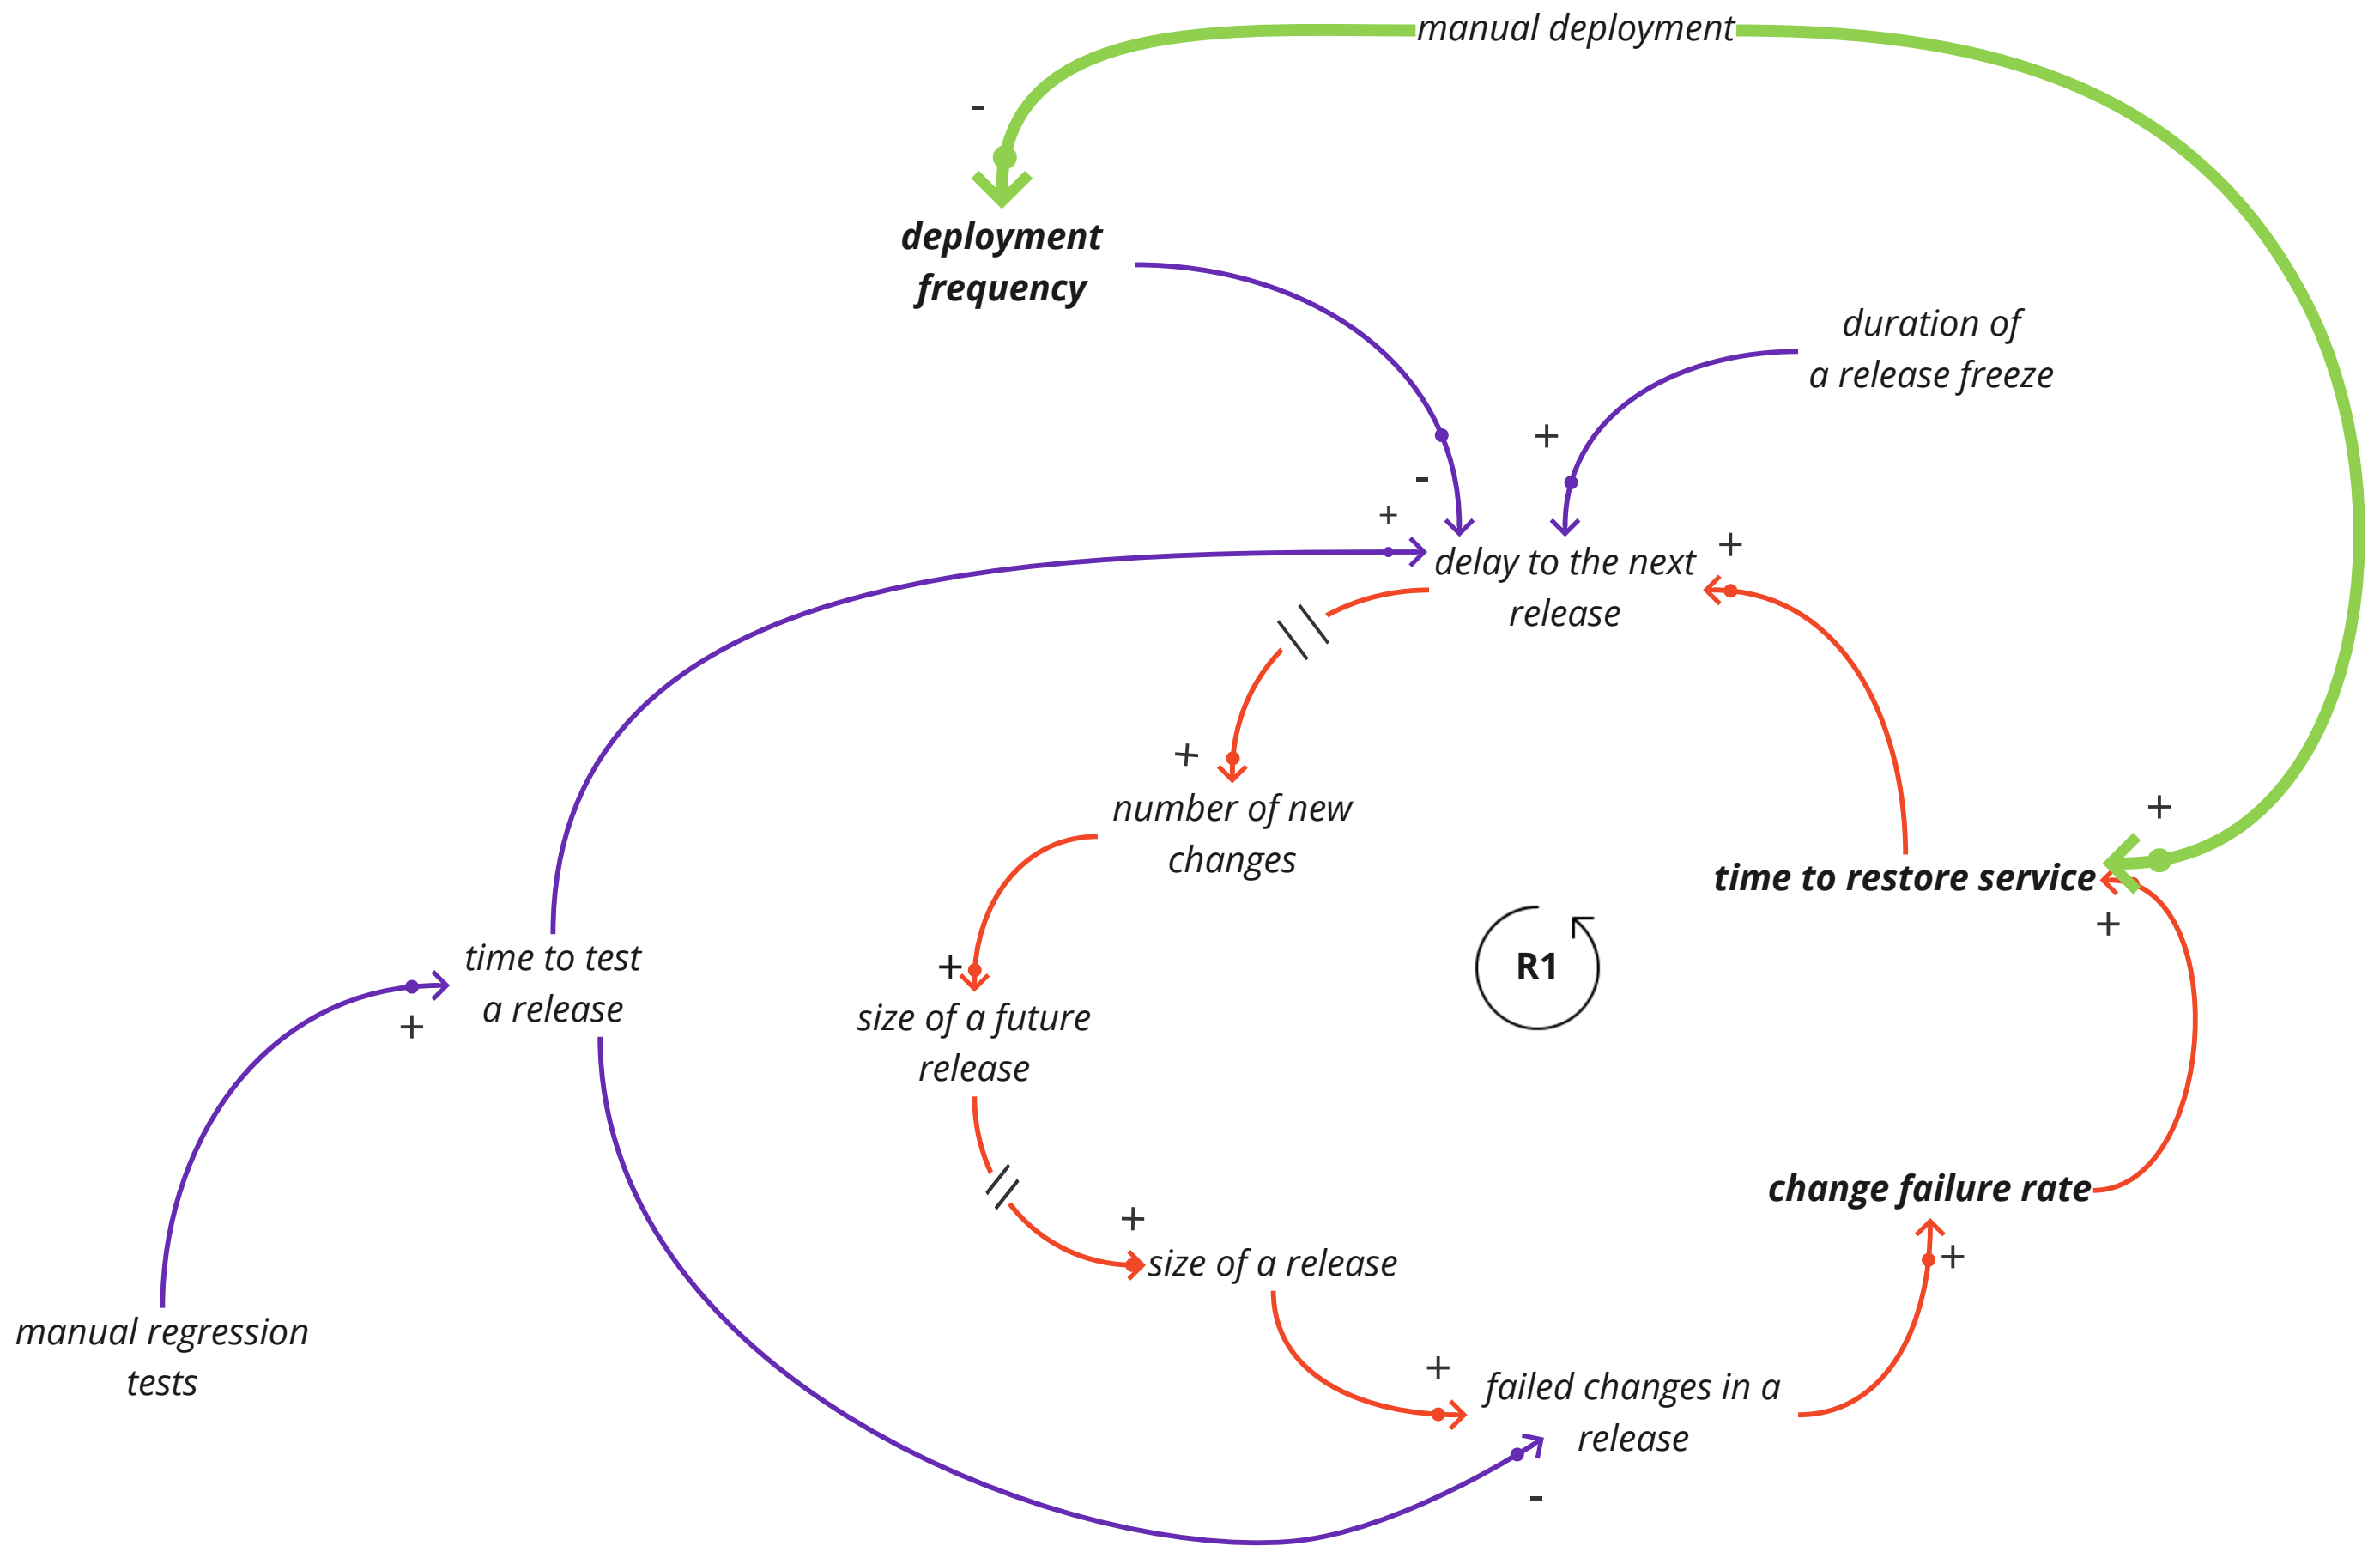 manual deployment
-
deployment
frequency
duration of
a release freeze
+
-
+
delay to the next
release
+
+
number of new
changes
+
time to restore service
+
R1
time to test
a release
+
+
size of a future
release
+
size of a release
change failure rate
+
manual regression
tests
+
failed changes in a
release
-